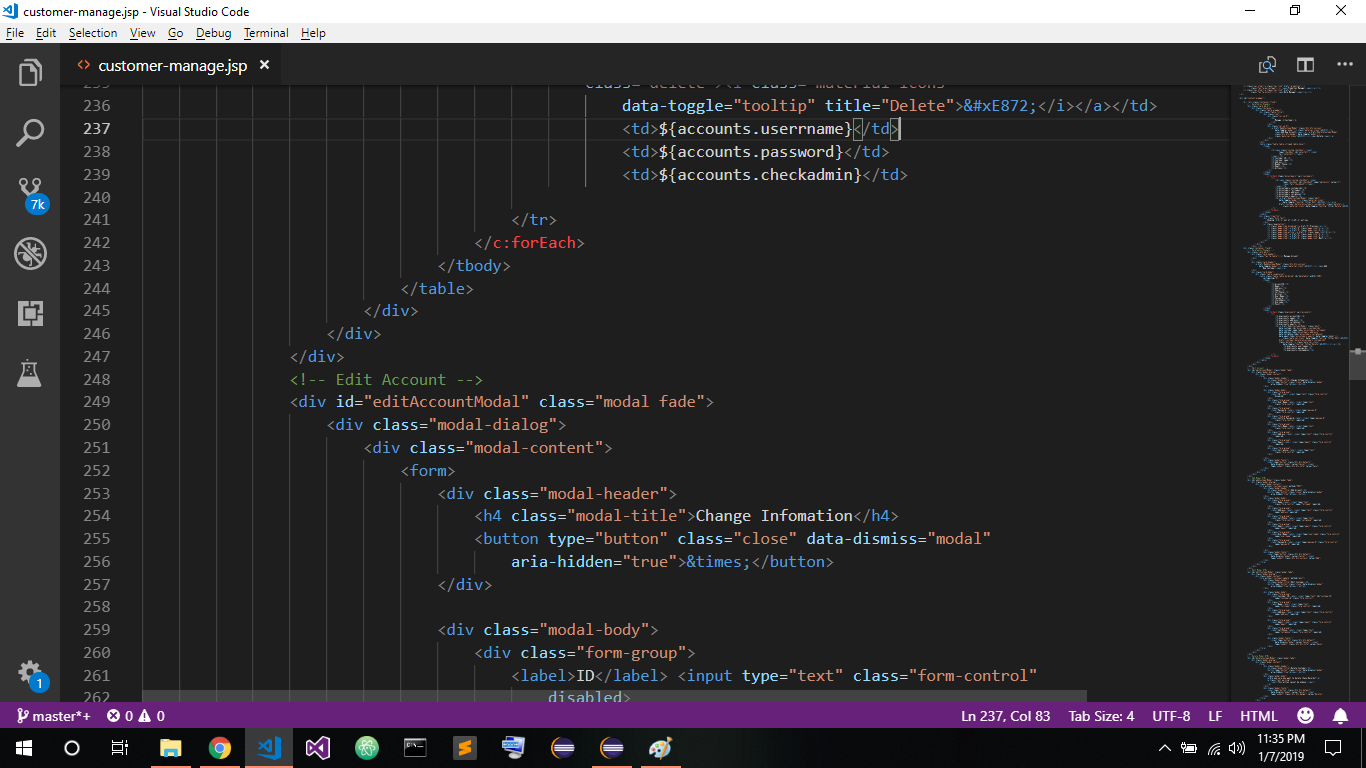 customer-manage.jsp - Visual Studio Code
File Edit Selection View Go Debug Terminal Help
customer-manage.jsp
236 data-toggle="tooltip" title="Delete">&#xE872;</i></a></td>
237 <td>${accounts.userrname}</td>
238 <td>${accounts.password}</td>
239 <td>${accounts.checkadmin}</td>
240
241 </tr>
242 </c:forEach>
243 </tbody>
244 </table>
245 </div>
246 </div>
247 </div>
248 <!-- Edit Account -->
249 <div id="editAccountModal" class="modal fade">
250 <div class="modal-dialog">
251 <div class="modal-content">
252 <form>
253 <div class="modal-header">
254 <h4 class="modal-title">Change Infomation</h4>
255 <button type="button" class="close" data-dismiss="modal"
256 aria-hidden="true">&times;</button>
257 </div>
258
259 <div class="modal-body">
260 <div class="form-group">
261 <label>ID</label> <input type="text" class="form-control"
262 disabled>
7k
1
master*+ 0 0 Ln 237, Col 83 Tab Size: 4 UTF-8 LF HTML
11:35 PM
1/7/2019